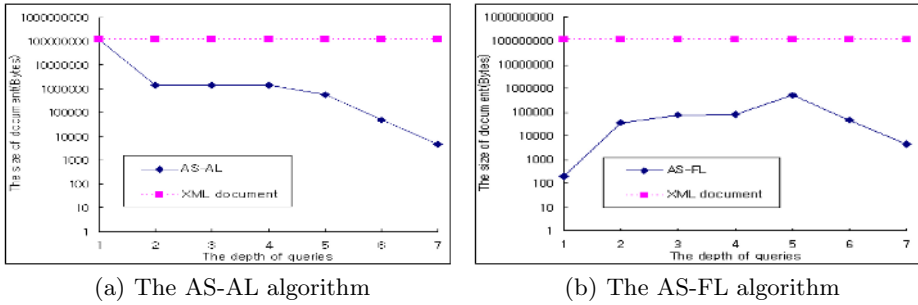 The size of document(Bytes)
1000000000
100000000
10000000
1000000
100000
10000
1000
100
10
1
AS-AL
XML document
1 2 3 4 5 6 7
The depth of queries
(a) The AS-AL algorithm
The size of document(Bytes)
1000000000
100000000
10000000
1000000
100000
10000
1000
100
10
1
AS-FL
XML document
1 2 3 4 5 6 7
The depth of queries
(b) The AS-FL algorithm